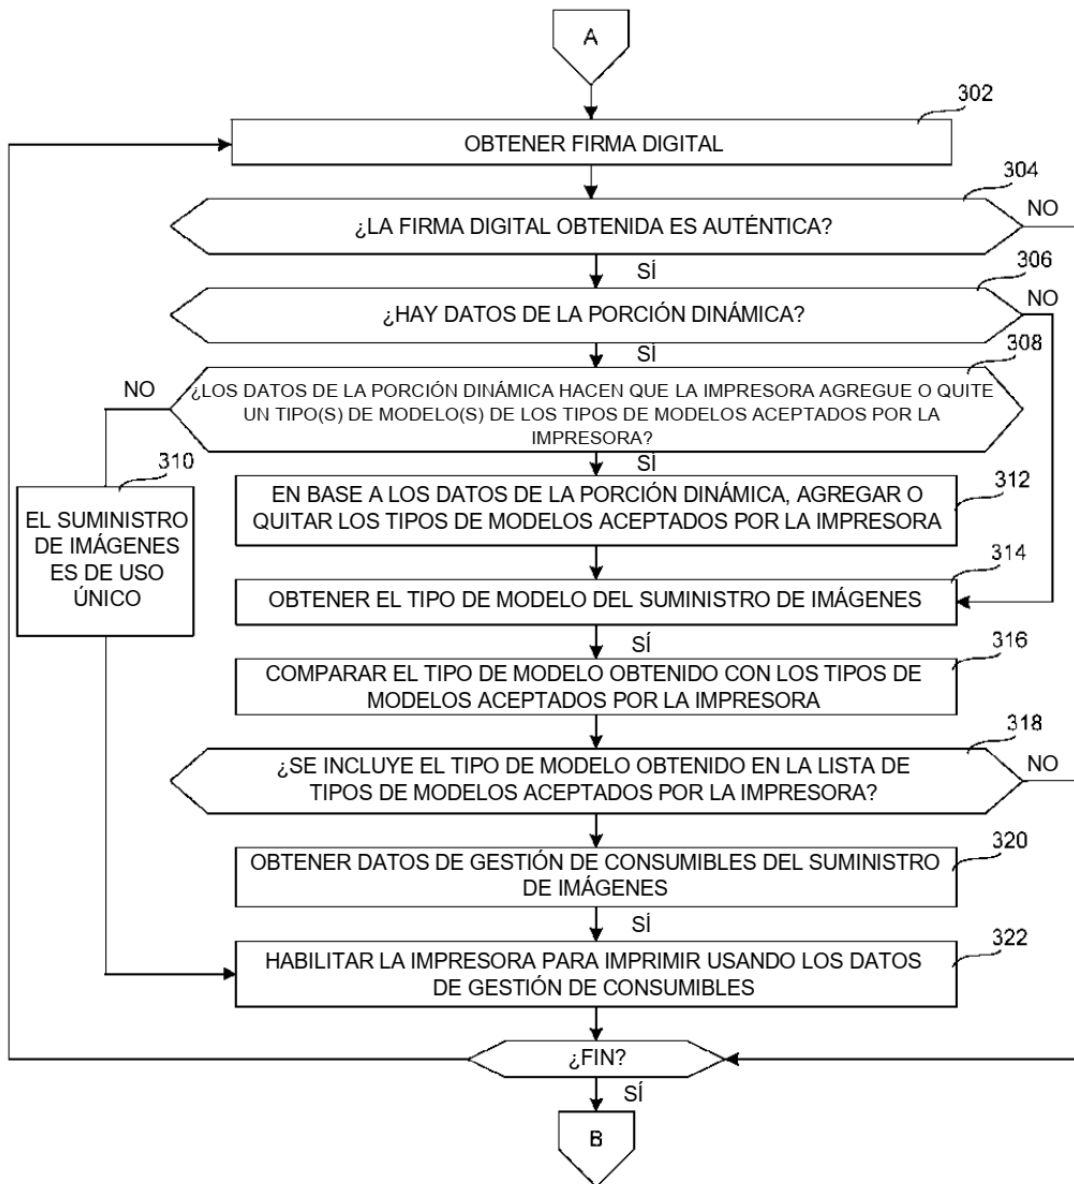 A
302
OBTENER FIRMA DIGITAL
304
¿LA FIRMA DIGITAL OBTENIDA ES AUTÉNTICA?
NO
SÍ
306
¿HAY DATOS DE LA PORCIÓN DINÁMICA?
NO
SÍ
308
NO
¿LOS DATOS DE LA PORCIÓN DINÁMICA HACEN QUE LA IMPRESORA AGREGUE O QUITE
UN TIPO(S) DE MODELO(S) DE LOS TIPOS DE MODELOS ACEPTADOS POR LA
IMPRESORA?
SÍ
310
EL SUMINISTRO
DE IMÁGENES
ES DE USO
ÚNICO
312
EN BASE A LOS DATOS DE LA PORCIÓN DINÁMICA, AGREGAR O
QUITAR LOS TIPOS DE MODELOS ACEPTADOS POR LA IMPRESORA
314
OBTENER EL TIPO DE MODELO DEL SUMINISTRO DE IMÁGENES
SÍ
316
COMPARAR EL TIPO DE MODELO OBTENIDO CON LOS TIPOS DE
MODELOS ACEPTADOS POR LA IMPRESORA
318
¿SE INCLUYE EL TIPO DE MODELO OBTENIDO EN LA LISTA DE
TIPOS DE MODELOS ACEPTADOS POR LA IMPRESORA?
NO
320
OBTENER DATOS DE GESTIÓN DE CONSUMIBLES DEL SUMINISTRO
DE IMÁGENES
SÍ
322
HABILITAR LA IMPRESORA PARA IMPRIMIR USANDO LOS DATOS
DE GESTIÓN DE CONSUMIBLES
¿FIN?
SÍ
B